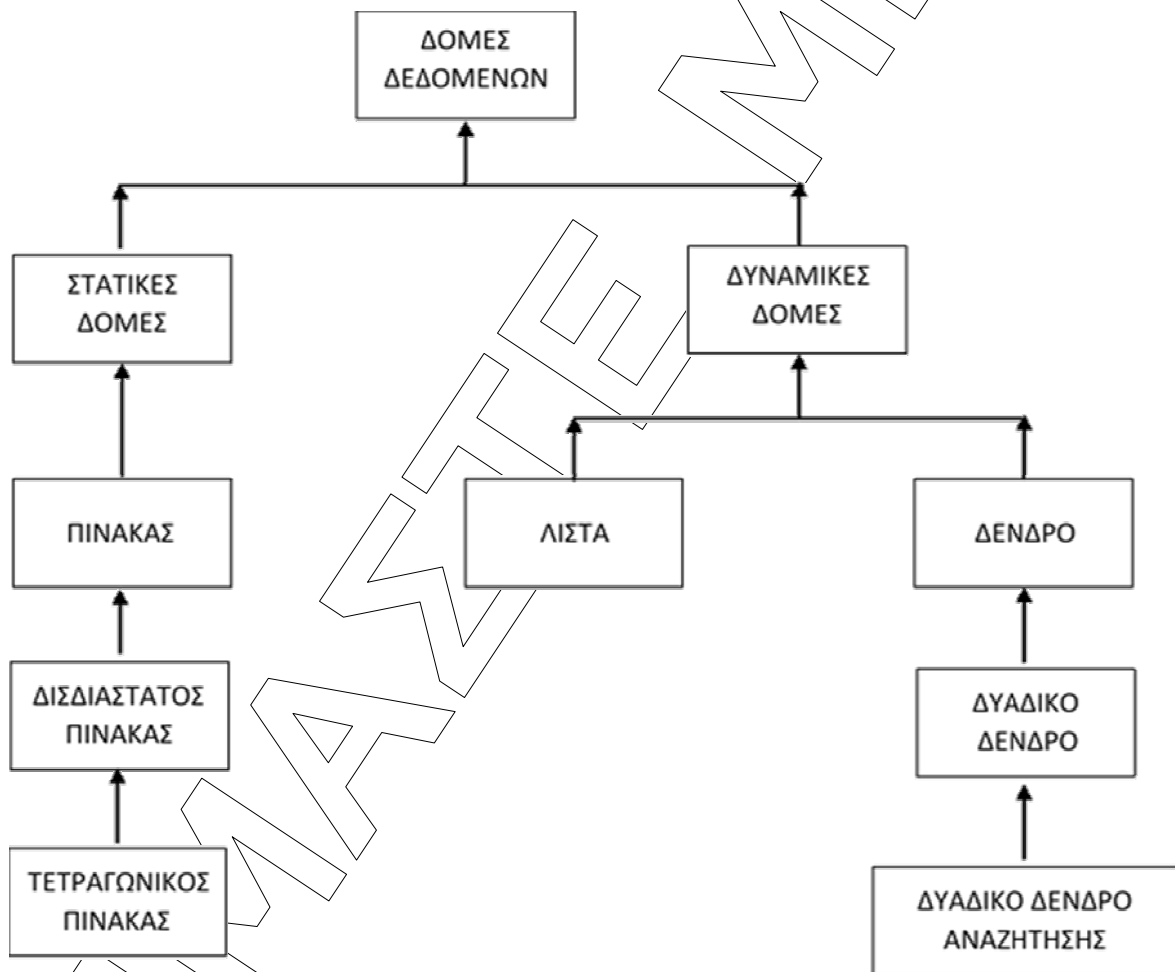 ΔΟΜΕΣ
ΔΕΔΟΜΕΝΩΝ
ΣΤΑΤΙΚΕΣ
ΔΟΜΕΣ
ΔΥΝΑΜΙΚΕΣ
ΔΟΜΕΣ
ΠΙΝΑΚΑΣ
ΛΙΣΤΑ
ΔΕΝΔΡΟ
ΔΙΣΔΙΑΣΤΑΤΟΣ
ΠΙΝΑΚΑΣ
ΔΥΑΔΙΚΟ
ΔΕΝΔΡΟ
ΤΕΤΡΑΓΩΝΙΚΟΣ
ΠΙΝΑΚΑΣ
ΔΥΑΔΙΚΟ ΔΕΝΔΡΟ
ΑΝΑΖΗΤΗΣΗΣ